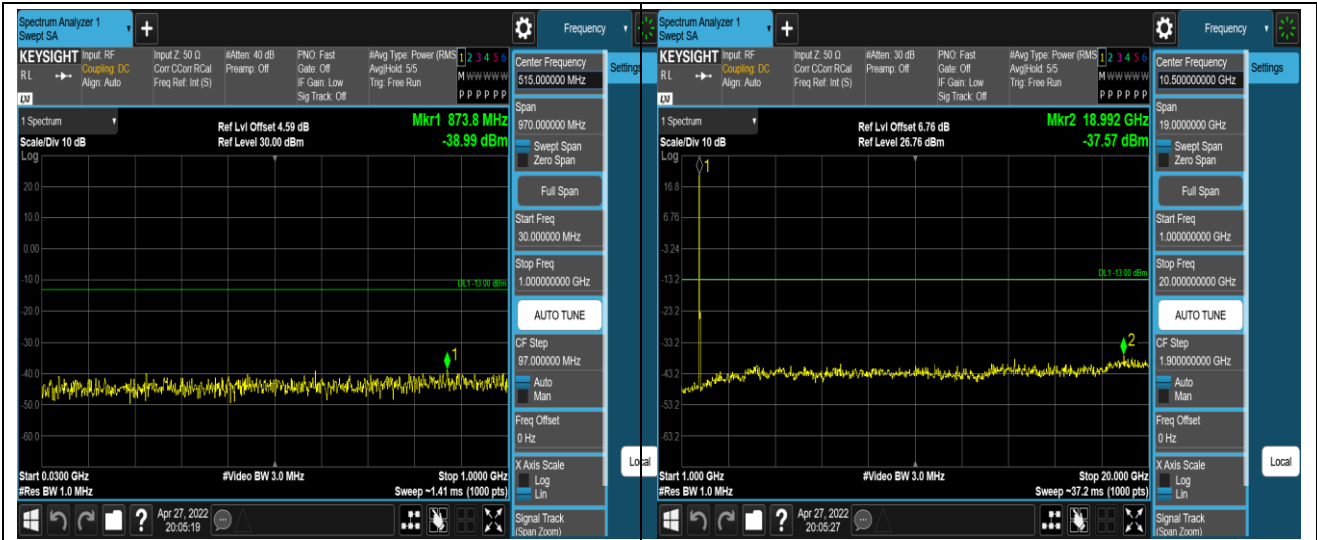 Spectrum Analyzer 1
Swept SA
Frequency
KEYSIGHT
RL
LXI
Input: RF
Coupling: DC
Align: Auto
Input Z: 50 Ω
Corr CCorr RCal
Freq Ref: Int (S)
#Atten: 40 dB
Preamp: Off
PNO: Fast
Gate: Off
IF Gain: Low
Sig Track: Off
#Avg Type: Power (RMS
Avg|Hold: 5/5
Trig: Free Run
1 2 3 4 5 6
M W W W W W
P P P P P P
1 Spectrum
Scale/Div 10 dB
Log
Ref Lvl Offset 4.59 dB
Ref Level 30.00 dBm
Mkr1 873.8 MHz
-38.99 dBm
20.0
10.0
0.00
-10.0
-20.0
-30.0
-40.0
-50.0
-60.0
DL1 -13.00 dBm
1
Start 0.0300 GHz
#Res BW 1.0 MHz
#Video BW 3.0 MHz
Stop 1.0000 GHz
Sweep ~1.41 ms (1000 pts)
Center Frequency
515.000000 MHz
Settings
Span
970.000000 MHz
Swept Span
Zero Span
Full Span
Start Freq
30.000000 MHz
Stop Freq
1.000000000 GHz
AUTO TUNE
CF Step
97.000000 MHz
Auto
Man
Freq Offset
0 Hz
X Axis Scale
Log
Lin
Signal Track
(Span Zoom)
Local
?
Apr 27, 2022
20:05:19
Spectrum Analyzer 1
Swept SA
Frequency
KEYSIGHT
RL
LXI
Input: RF
Coupling: DC
Align: Auto
Input Z: 50 Ω
Corr CCorr RCal
Freq Ref: Int (S)
#Atten: 30 dB
Preamp: Off
PNO: Fast
Gate: Off
IF Gain: Low
Sig Track: Off
#Avg Type: Power (RMS
Avg|Hold: 5/5
Trig: Free Run
1 2 3 4 5 6
M W W W W W
P P P P P P
1 Spectrum
Scale/Div 10 dB
Log
Ref Lvl Offset 6.76 dB
Ref Level 26.76 dBm
Mkr2 18.992 GHz
-37.57 dBm
16.8
6.76
-3.24
-13.2
-23.2
-33.2
-43.2
-53.2
-63.2
DL1 -13.00 dBm
1
2
Start 1.000 GHz
#Res BW 1.0 MHz
#Video BW 3.0 MHz
Stop 20.000 GHz
Sweep ~37.2 ms (1000 pts)
Center Frequency
10.500000000 GHz
Settings
Span
19.0000000 GHz
Swept Span
Zero Span
Full Span
Start Freq
1.000000000 GHz
Stop Freq
20.000000000 GHz
AUTO TUNE
CF Step
1.900000000 GHz
Auto
Man
Freq Offset
0 Hz
X Axis Scale
Log
Lin
Signal Track
(Span Zoom)
Local
?
Apr 27, 2022
20:05:27